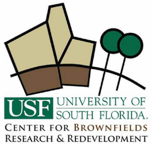 USF UNIVERSITY OF
SOUTH FLORIDA
CENTER FOR BROWNFIELDS
RESEARCH & REDEVELOPMENT